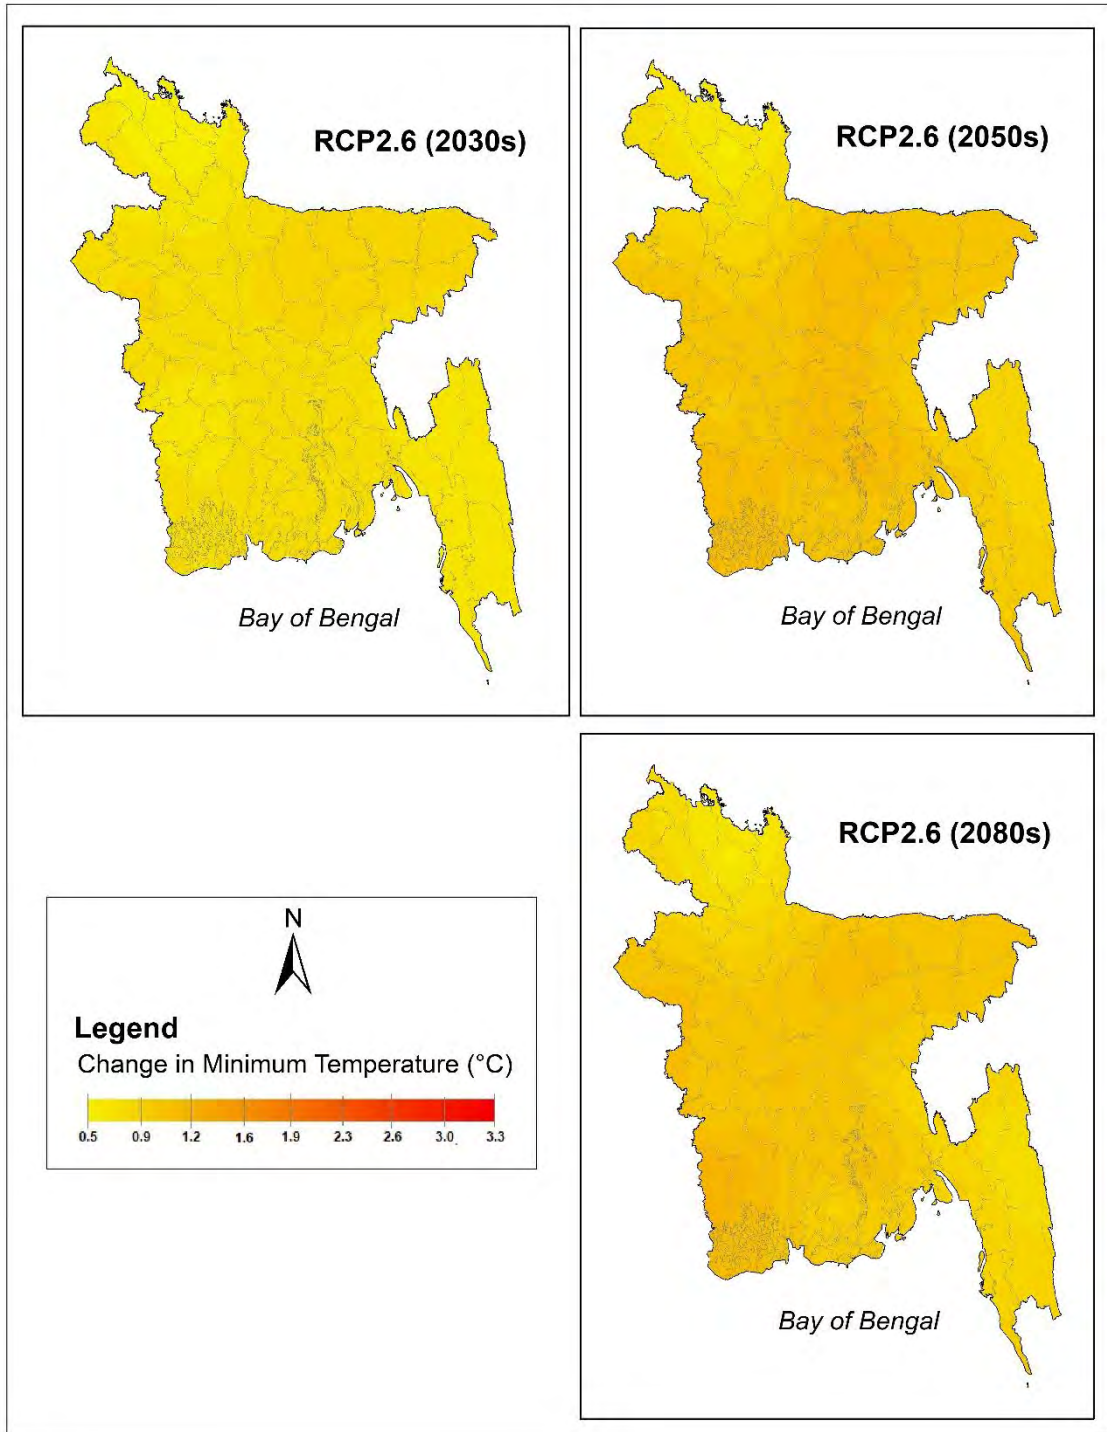 RCP2.6 (2030s)
Bay of Bengal
RCP2.6 (2050s)
Bay of Bengal
N
Legend
Change in Minimum Temperature (°C)
0.5 0.9 1.2 1.6 1.9 2.3 2.6 3.0 3.3
RCP2.6 (2080s)
Bay of Bengal